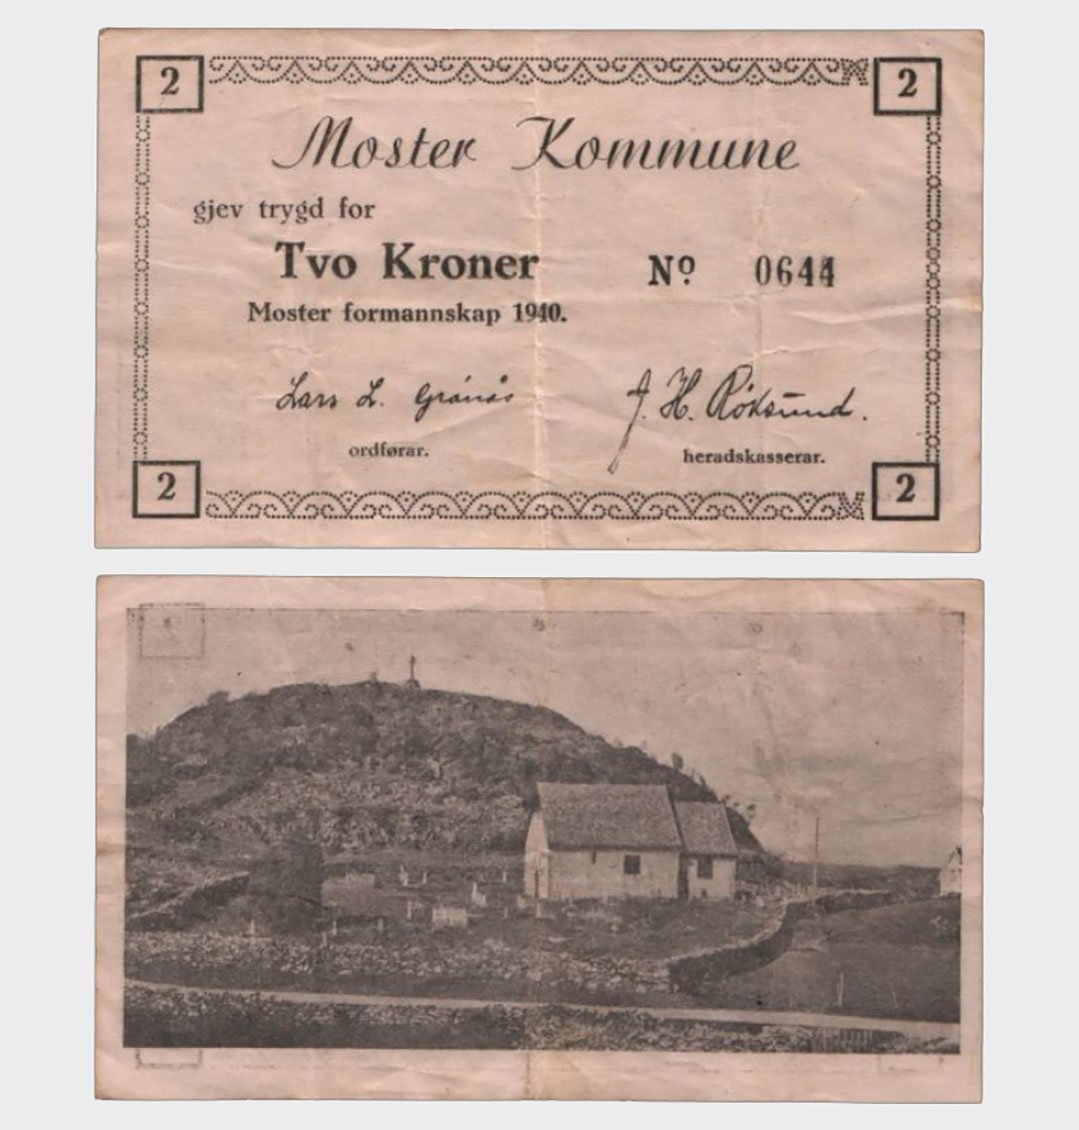 2 2
Moster Kommune
gjev trygd for
Tvo Kroner Nº 0644
Moster formannskap 1940.
Lars L. Grånås J. H. Røksund.
ordførar. heradskasserar.
2 2